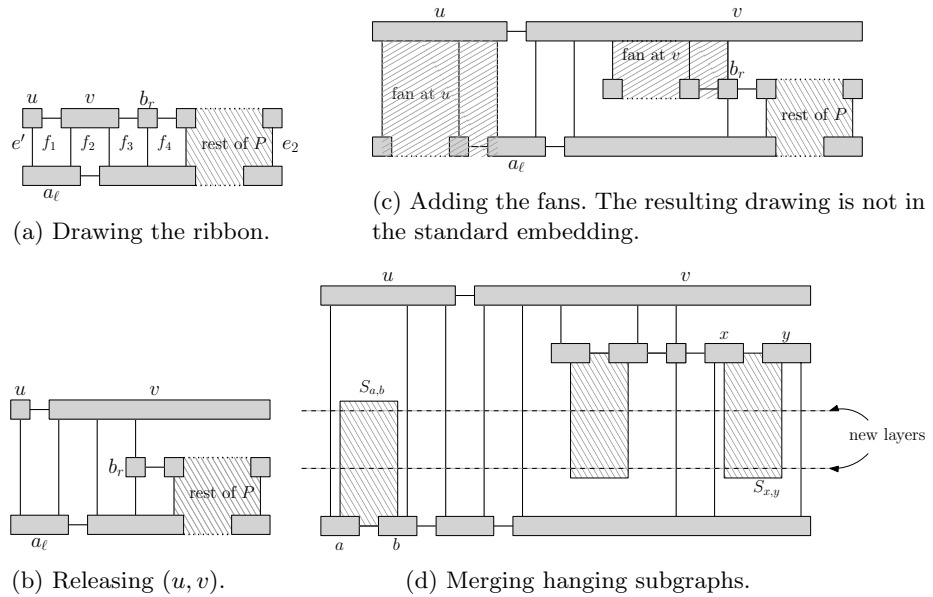 u v b_r
e′ f_1 f_2 f_3 f_4 rest of P e_2
a_ℓ
(a) Drawing the ribbon.
u v
b_r
rest of P
a_ℓ
(b) Releasing (u, v).
u v
fan at v
b_r
fan at u
rest of P
a_ℓ
(c) Adding the fans. The resulting drawing is not in
the standard embedding.
u v
x y
S_{a,b}
new layers
S_{x,y}
a b
(d) Merging hanging subgraphs.